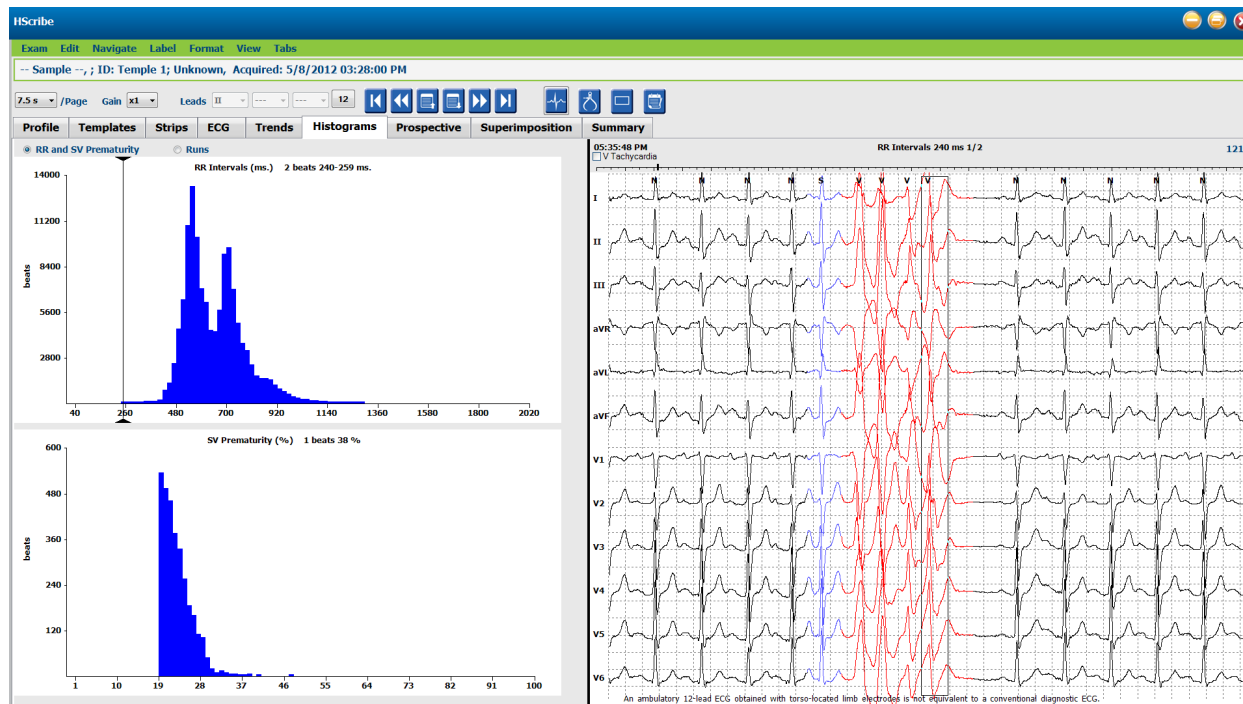 HScribe
Exam Edit Navigate Label Format View Tabs
-- Sample --, ; ID: Temple 1; Unknown, Acquired: 5/8/2012 03:28:00 PM
7.5 s /Page Gain x1 Leads II --- --- 12
Profile Templates Strips ECG Trends Histograms Prospective Superimposition Summary
RR and SV Prematurity Runs
RR Intervals (ms.) 2 beats 240-259 ms.
14000
11200
8400
5600
2800
beats
40 260 480 700 920 1140 1360 1580 1800 2020
SV Prematurity (%) 1 beats 38 %
600
480
360
240
120
beats
1 10 19 28 37 46 55 64 73 82 91 100
05:35:48 PM RR Intervals 240 ms 1/2 121
V Tachycardia
N N N N S V V V V N N N N N
I
II
III
aVR
aVL
aVF
V1
V2
V3
V4
V5
V6
An ambulatory 12-lead ECG obtained with torso-located limb electrodes is not equivalent to a conventional diagnostic ECG.